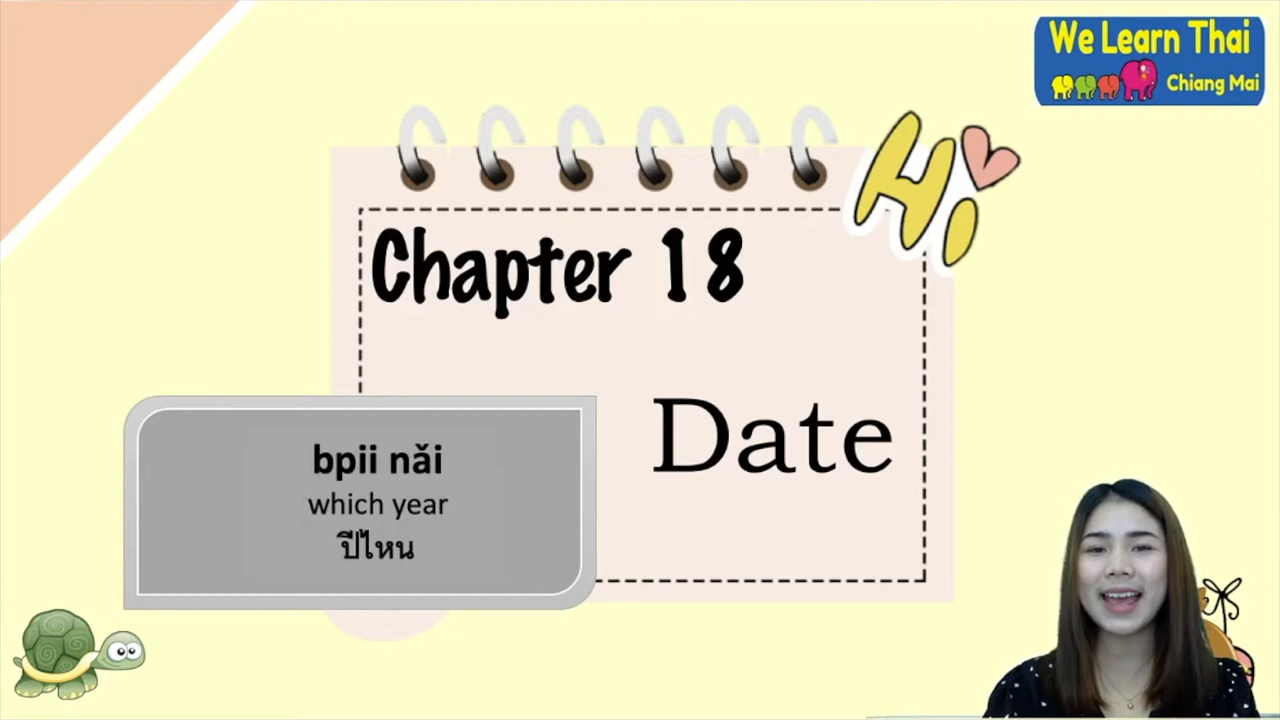 We Learn Thai
Chiang Mai
Hi
Chapter 18
Date
bpii nǎi
which year
ปีไหน